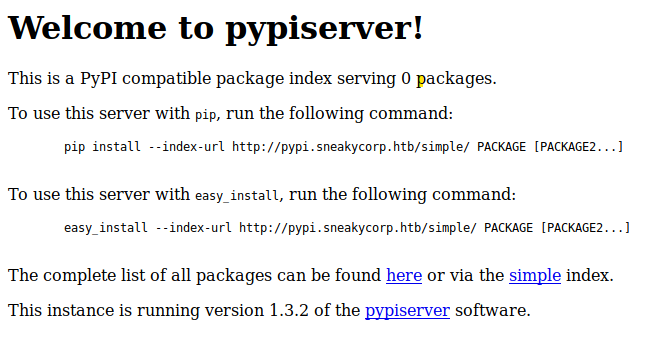 Welcome to pypiserver!
This is a PyPI compatible package index serving 0 packages.
To use this server with pip, run the following command:
pip install --index-url http://pypi.sneakycorp.htb/simple/ PACKAGE [PACKAGE2...]
To use this server with easy_install, run the following command:
easy_install --index-url http://pypi.sneakycorp.htb/simple/ PACKAGE [PACKAGE2...]
The complete list of all packages can be found here or via the simple index.
This instance is running version 1.3.2 of the pypiserver software.